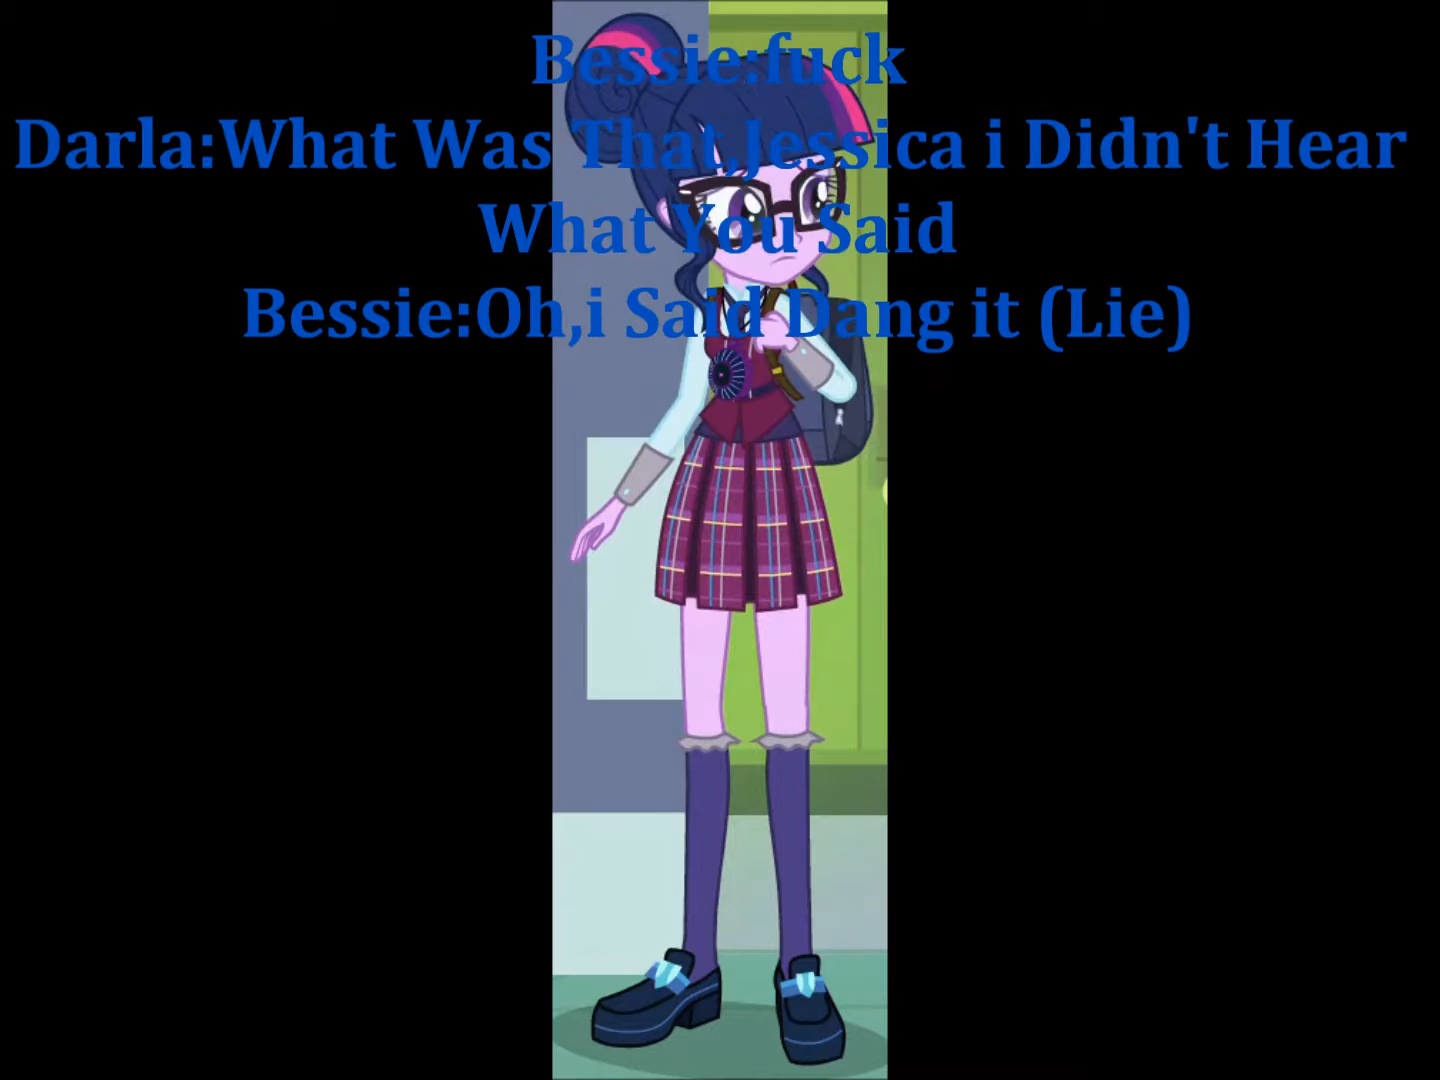 Bessie:fuck
Darla:What Was That,Jessica i Didn't Hear
What You Said
Bessie:Oh,i Said Dang it (Lie)